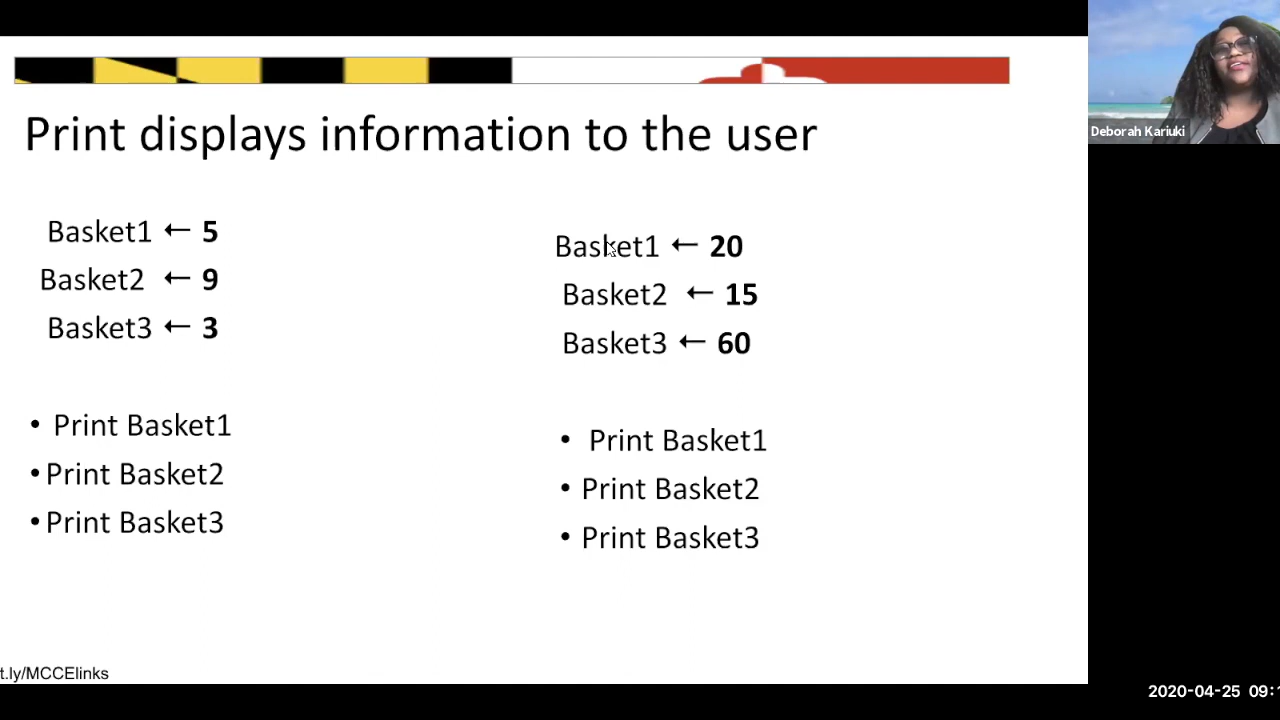 Print displays information to the user
Basket1 ← 5
Basket2 ← 9
Basket3 ← 3
• Print Basket1
• Print Basket2
• Print Basket3
Basket1 ← 20
Basket2 ← 15
Basket3 ← 60
• Print Basket1
• Print Basket2
• Print Basket3
t.ly/MCCElinks
Deborah Kariuki
2020-04-25 09: